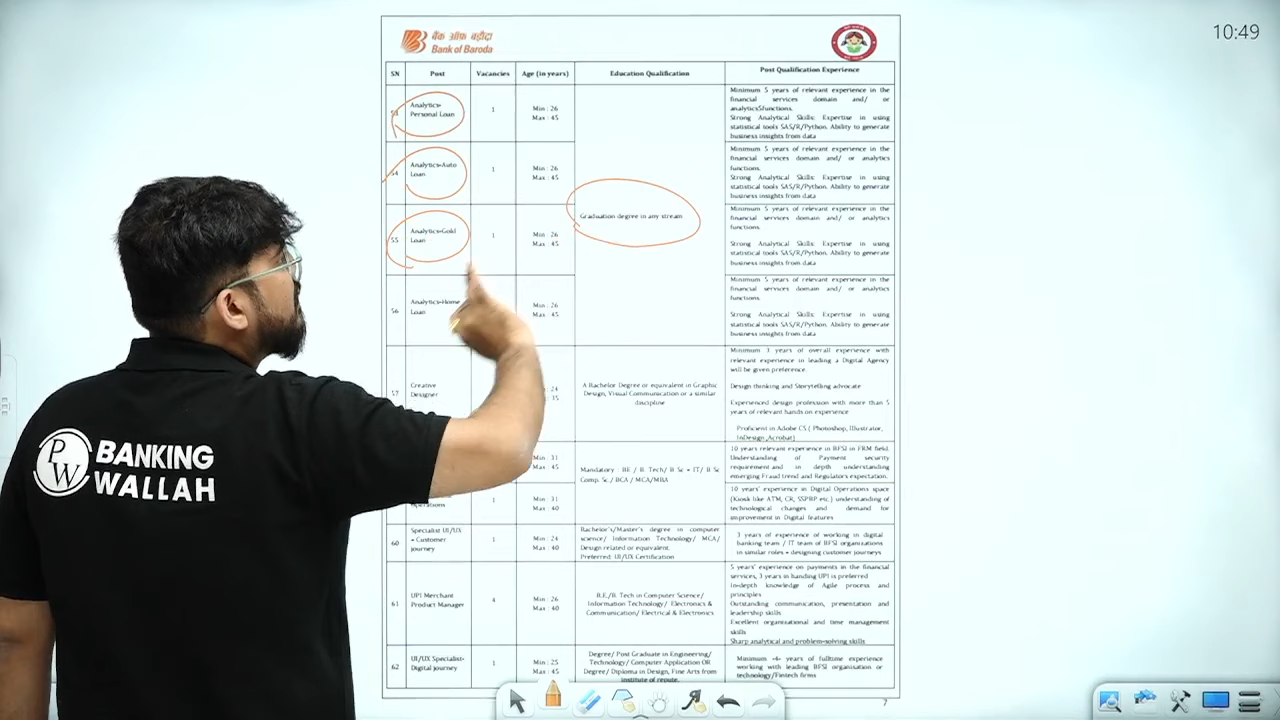 10:49
बैंक ऑफ़ बड़ौदा
Bank of Baroda
SN Post Vacancies Age (in years) Education Qualification Post Qualification Experience
Analytics-
Personal Loan
1
Min : 26
Max : 45
Minimum 5 years of relevant experience in the
financial services domain and/ or
analytics5functions.
Strong Analytical Skills: Expertise in using
statistical tools SAS/R/Python. Ability to generate
business insights from data
54
Analytics-Auto
Loan
1
Min : 26
Max : 45
Minimum 5 years of relevant experience in the
financial services domain and/ or analytics
functions.
Strong Analytical Skills: Expertise in using
statistical tools SAS/R/Python. Ability to generate
business insights from data
Graduation degree in any stream
55
Analytics-Gold
Loan
1
Min : 26
Max : 45
Minimum 5 years of relevant experience in the
financial services domain and/ or analytics
functions.
Strong Analytical Skills: Expertise in using
statistical tools SAS/R/Python. Ability to generate
business insights from data
56
Analytics-Home
Loan
Min : 26
Max : 45
Minimum 5 years of relevant experience in the
financial services domain and/ or analytics
functions.
Strong Analytical Skills: Expertise in using
statistical tools SAS/R/Python. Ability to generate
business insights from data
57
Creative
Designer
24
35
A Bachelor Degree or equivalent in Graphic
Design, Visual Communication or a similar
discipline
Minimum 3 years of overall experience with
relevant experience in leading a Digital Agency
will be given preference
Design thinking and Storytelling advocate
Experienced design profession with more than 5
years of relevant hands on experience
Proficient in Adobe CS ( Photoshop, Illustrator,
InDesign ,Acrobat)
Min : 31
Max : 45
Mandatory : BE / B. Tech/ B Sc - IT/ B Sc
Comp. Sc./ BCA / MCA/MBA
10 years relevant experience in BFSI in FRM field.
Understanding of Payment security
requirement and in depth understanding
emerging Fraud trend and Regulators expectation.
Operations
1
Min : 31
Max : 40
10 years' experience in Digital Operations space
(Kiosk like ATM, CR, SSPBP etc.) understanding of
technological changes and demand for
improvement in Digital features
60
Specialist UI/UX
- Customer
journey
1
Min : 24
Max : 40
Bachelor's/Master's degree in computer
science/ Information Technology/ MCA/
Design related or equivalent.
Preferred: UI/UX Certification
3 years of experience of working in digital
banking team / IT team of BFSI organizations
in similar roles - designing customer journeys
61
UPI Merchant
Product Manager
4
Min : 26
Max : 40
B.E./B. Tech in Computer Science/
Information Technology/ Electronics &
Communication/ Electrical & Electronics
5 years' experience on payments in the financial
services, 3 years in handing UPI is preferred
In-depth knowledge of Agile process and
principles
Outstanding communication, presentation and
leadership skills
Excellent organizational and time management
skills
Sharp analytical and problem-solving skills
62
UI/UX Specialist-
Digital journey
1
Min : 25
Max : 45
Degree/ Post Graduate in Engineering/
Technology/ Computer Application OR
Degree/ Diploma in Design, Fine Arts from
institute of repute.
Minimum -4- years of fulltime experience
working with leading BFSI organisation or
technology/Fintech firms
7
PW
BANKING
WALLAH